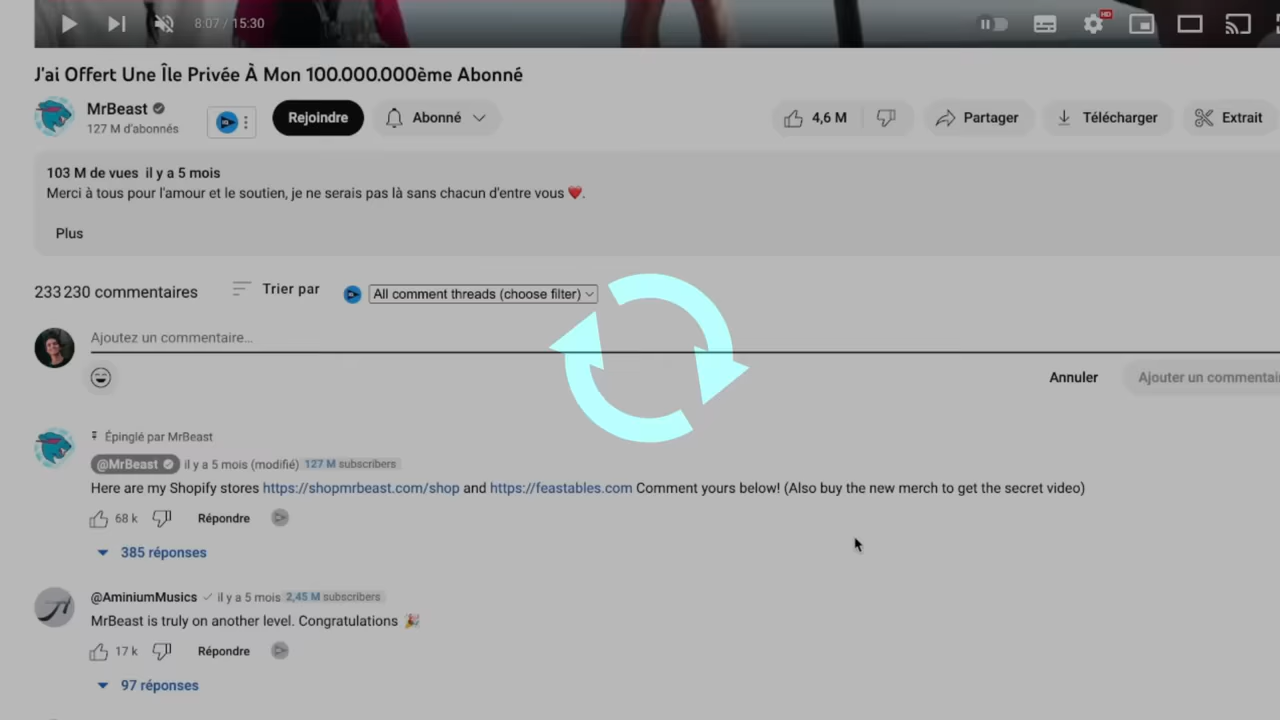 8:07 / 15:30
HD
J'ai Offert Une Île Privée À Mon 100.000.000ème Abonné
MrBeast
127 M d'abonnés
Rejoindre
Abonné
4,6 M
Partager
Télécharger
Extrait
103 M de vues il y a 5 mois
Merci à tous pour l'amour et le soutien, je ne serais pas là sans chacun d'entre vous ❤️.
Plus
233 230 commentaires
Trier par
All comment threads (choose filter)
Ajoutez un commentaire...
Annuler
Ajouter un commentai
Épinglé par MrBeast
@MrBeast il y a 5 mois (modifié) 127 M subscribers
Here are my Shopify stores https://shopmrbeast.com/shop and https://feastables.com Comment yours below! (Also buy the new merch to get the secret video)
68 k Répondre
385 réponses
@AminiumMusics il y a 5 mois 2,45 M subscribers
MrBeast is truly on another level. Congratulations 🎉
17 k Répondre
97 réponses